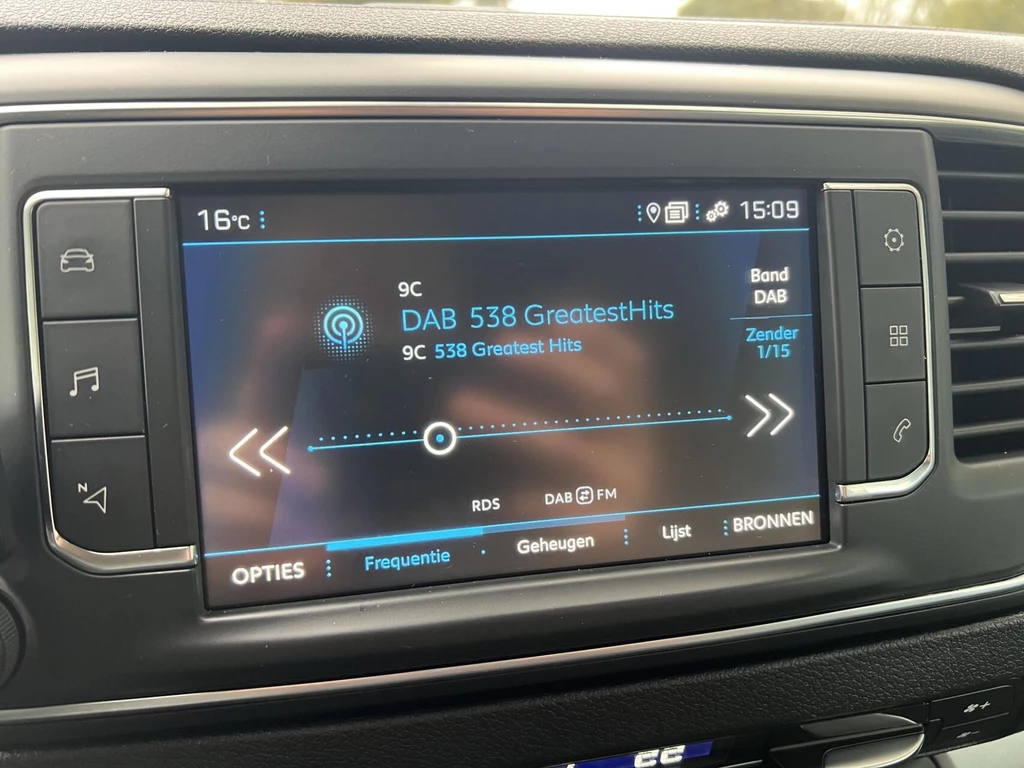 16°C 15:09
9C
DAB 538 GreatestHits
9C 538 Greatest Hits
Band
DAB
Zender
1/15
RDS DAB FM
OPTIES Frequentie Geheugen Lijst BRONNEN
N